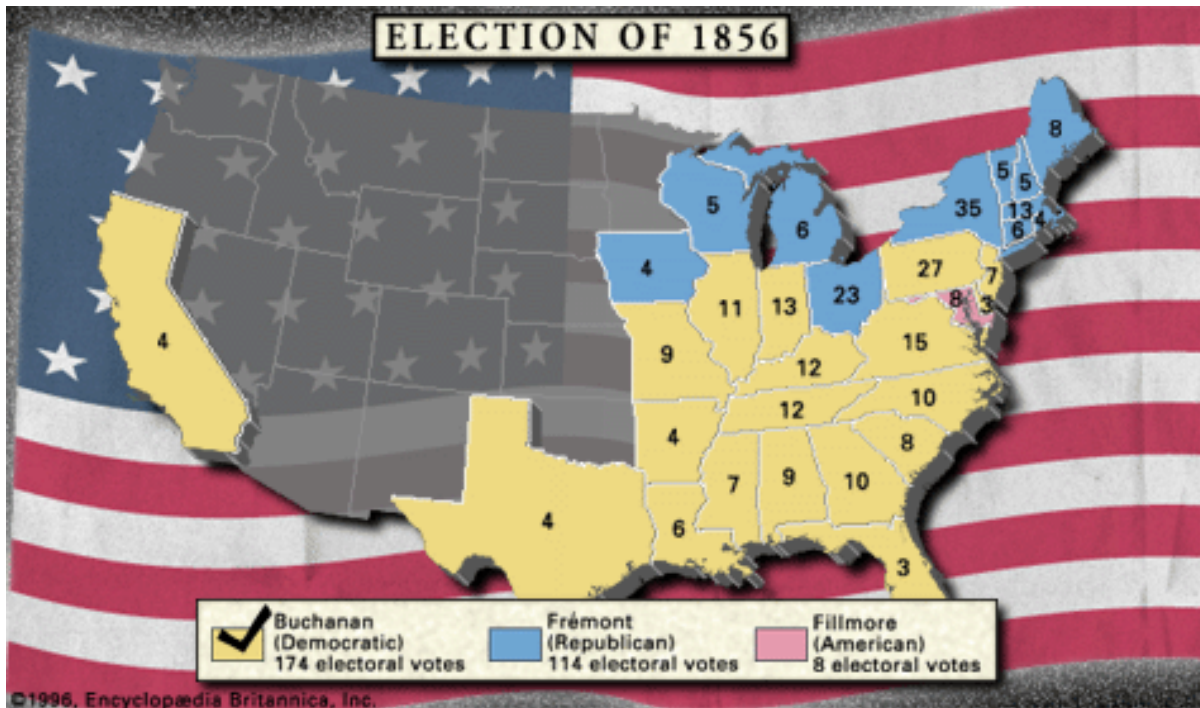 ELECTION OF 1856
8
5
5
35
13
4
6
5
6
4
27
7
23
8
3
11
13
4
9
15
12
12
10
4
8
7
9
10
4
6
3
Buchanan
(Democratic)
174 electoral votes
Frémont
(Republican)
114 electoral votes
Fillmore
(American)
8 electoral votes
©1996, Encyclopædia Britannica, Inc.